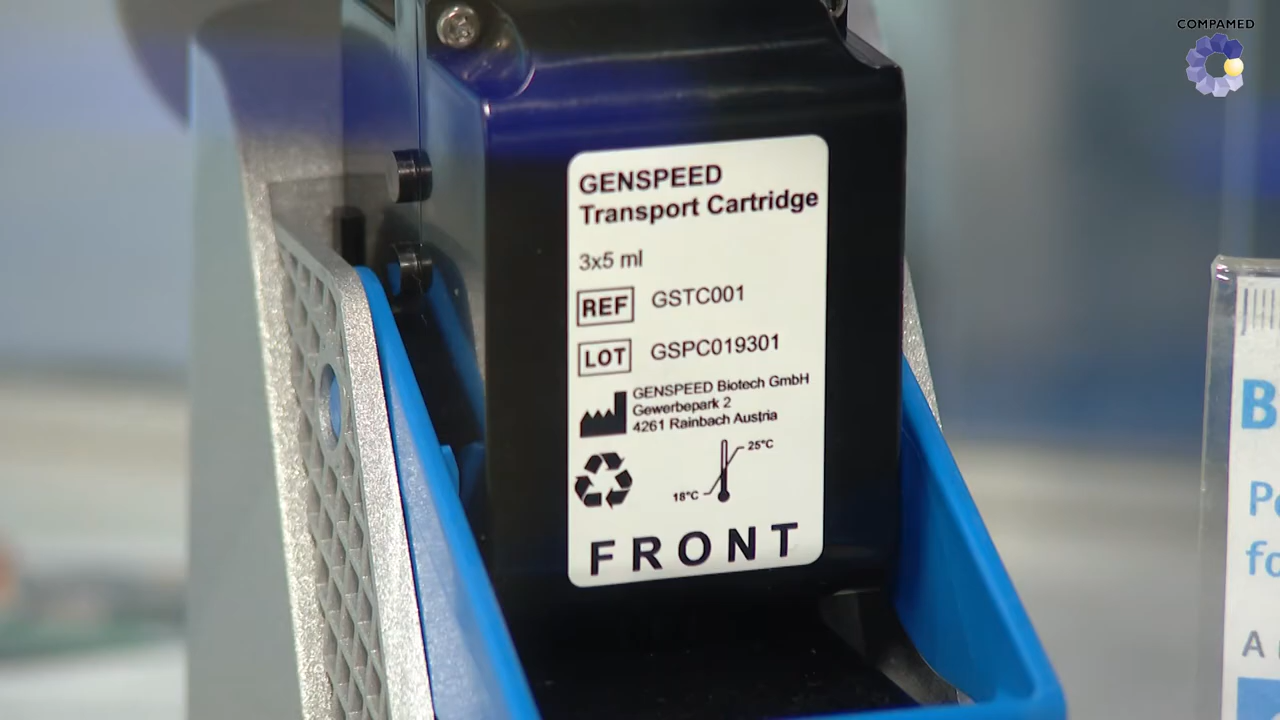 COMPAMED
GENSPEED
Transport Cartridge
3x5 ml
REF GSTC001
LOT GSPC019301
GENSPEED Biotech GmbH
Gewerbepark 2
4261 Rainbach Austria
25°C
18°C
FRONT